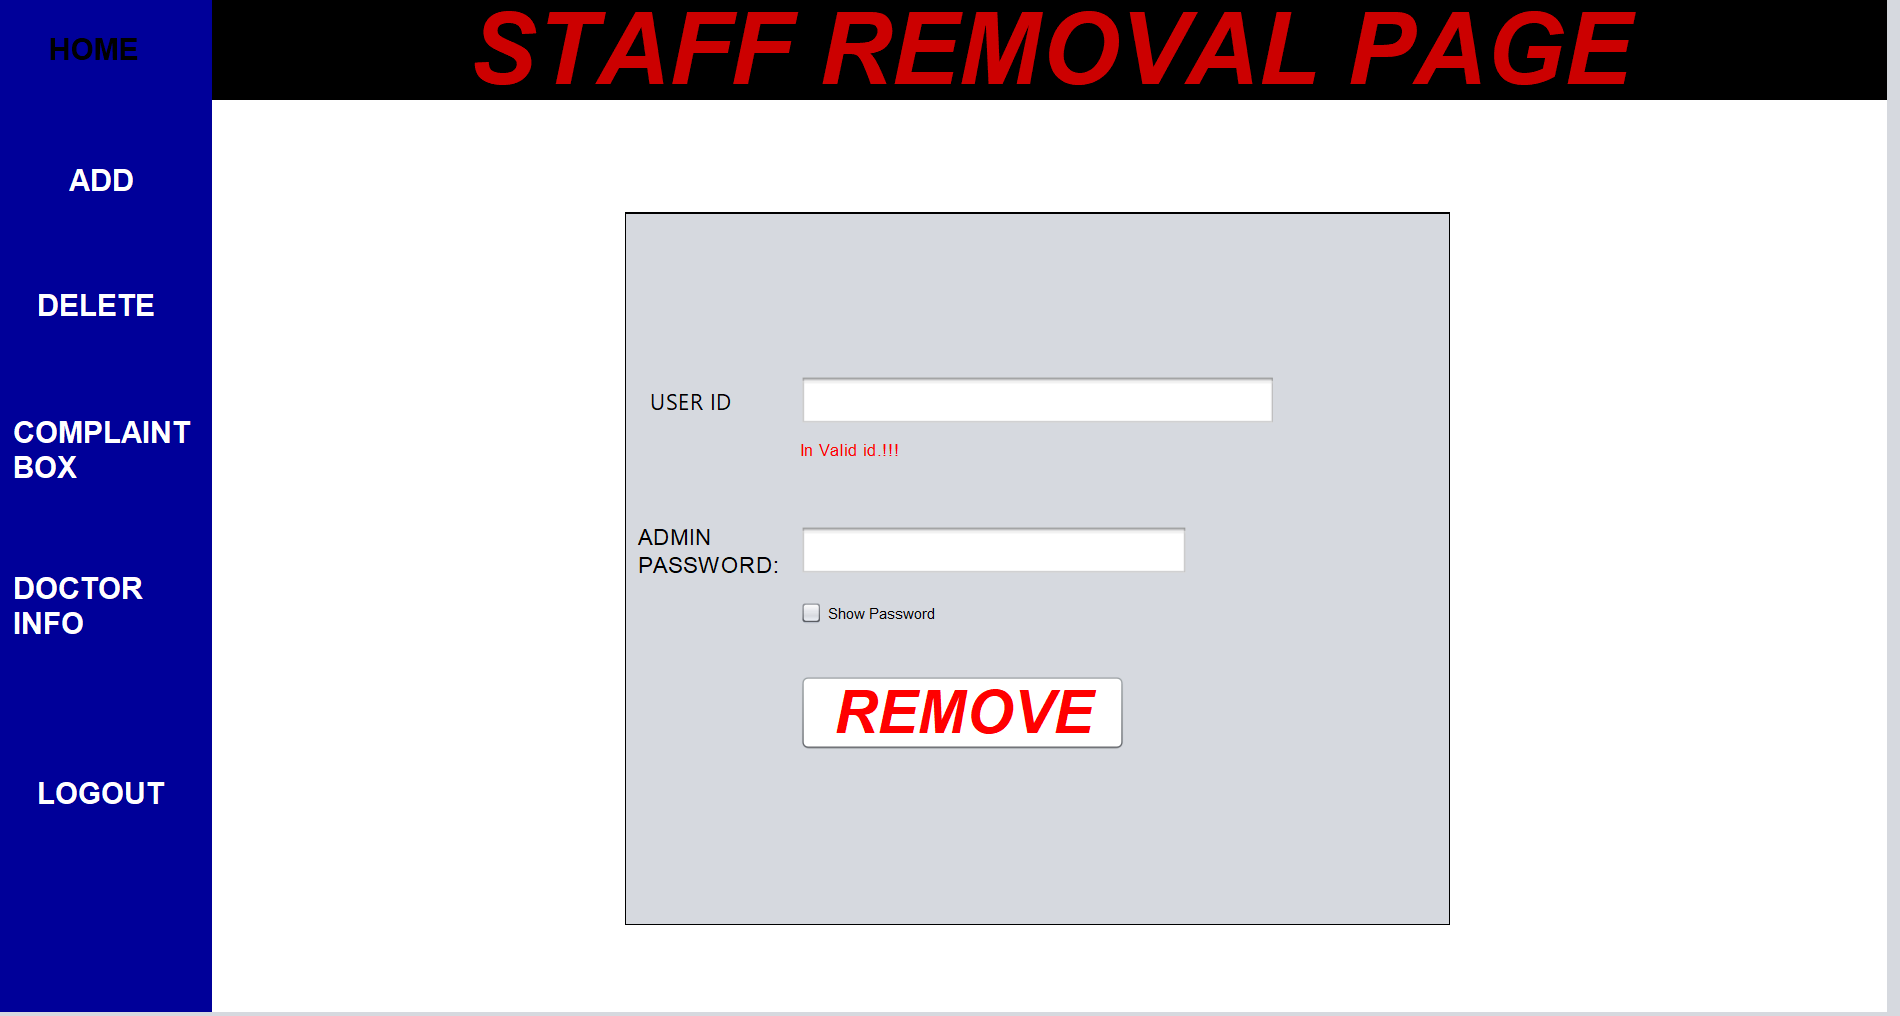 HOME
STAFF REMOVAL PAGE
ADD
DELETE
COMPLAINT
BOX
DOCTOR
INFO
LOGOUT
USER ID
In Valid id.!!!
ADMIN
PASSWORD:
Show Password
REMOVE